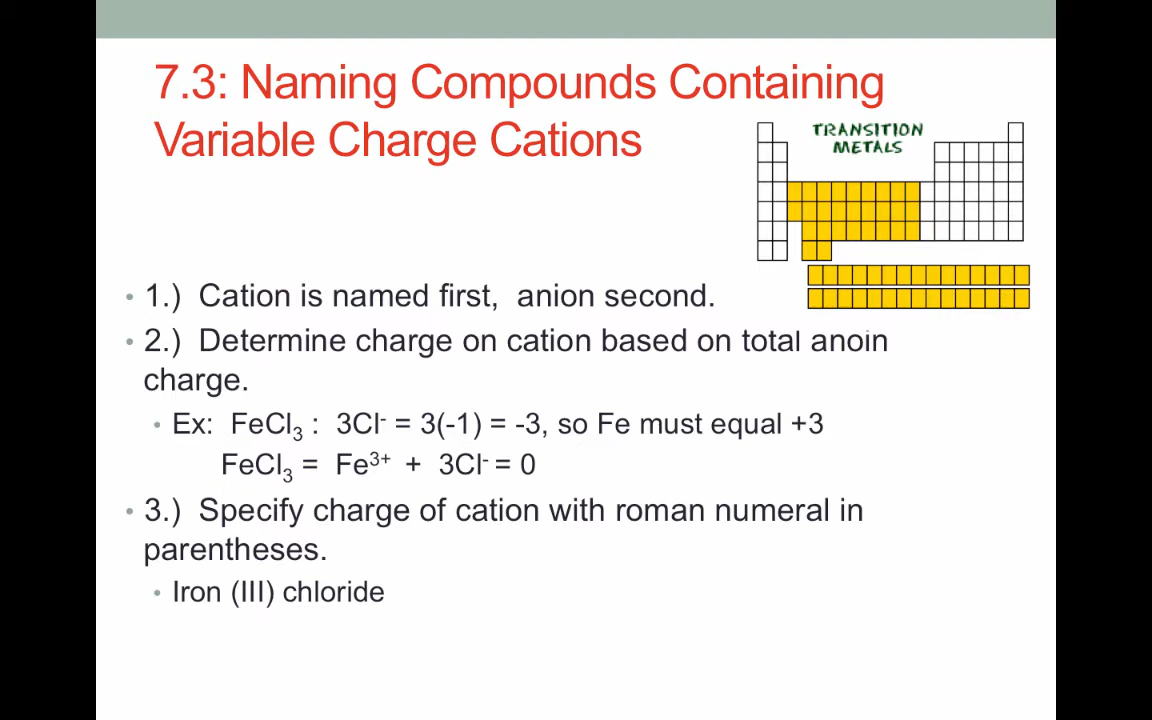 7.3: Naming Compounds Containing
Variable Charge Cations
TRANSITION
METALS
• 1.) Cation is named first, anion second.
• 2.) Determine charge on cation based on total anoin
charge.
• Ex: FeCl₃ : 3Cl⁻ = 3(-1) = -3, so Fe must equal +3
FeCl₃ = Fe³⁺ + 3Cl⁻ = 0
• 3.) Specify charge of cation with roman numeral in
parentheses.
• Iron (III) chloride